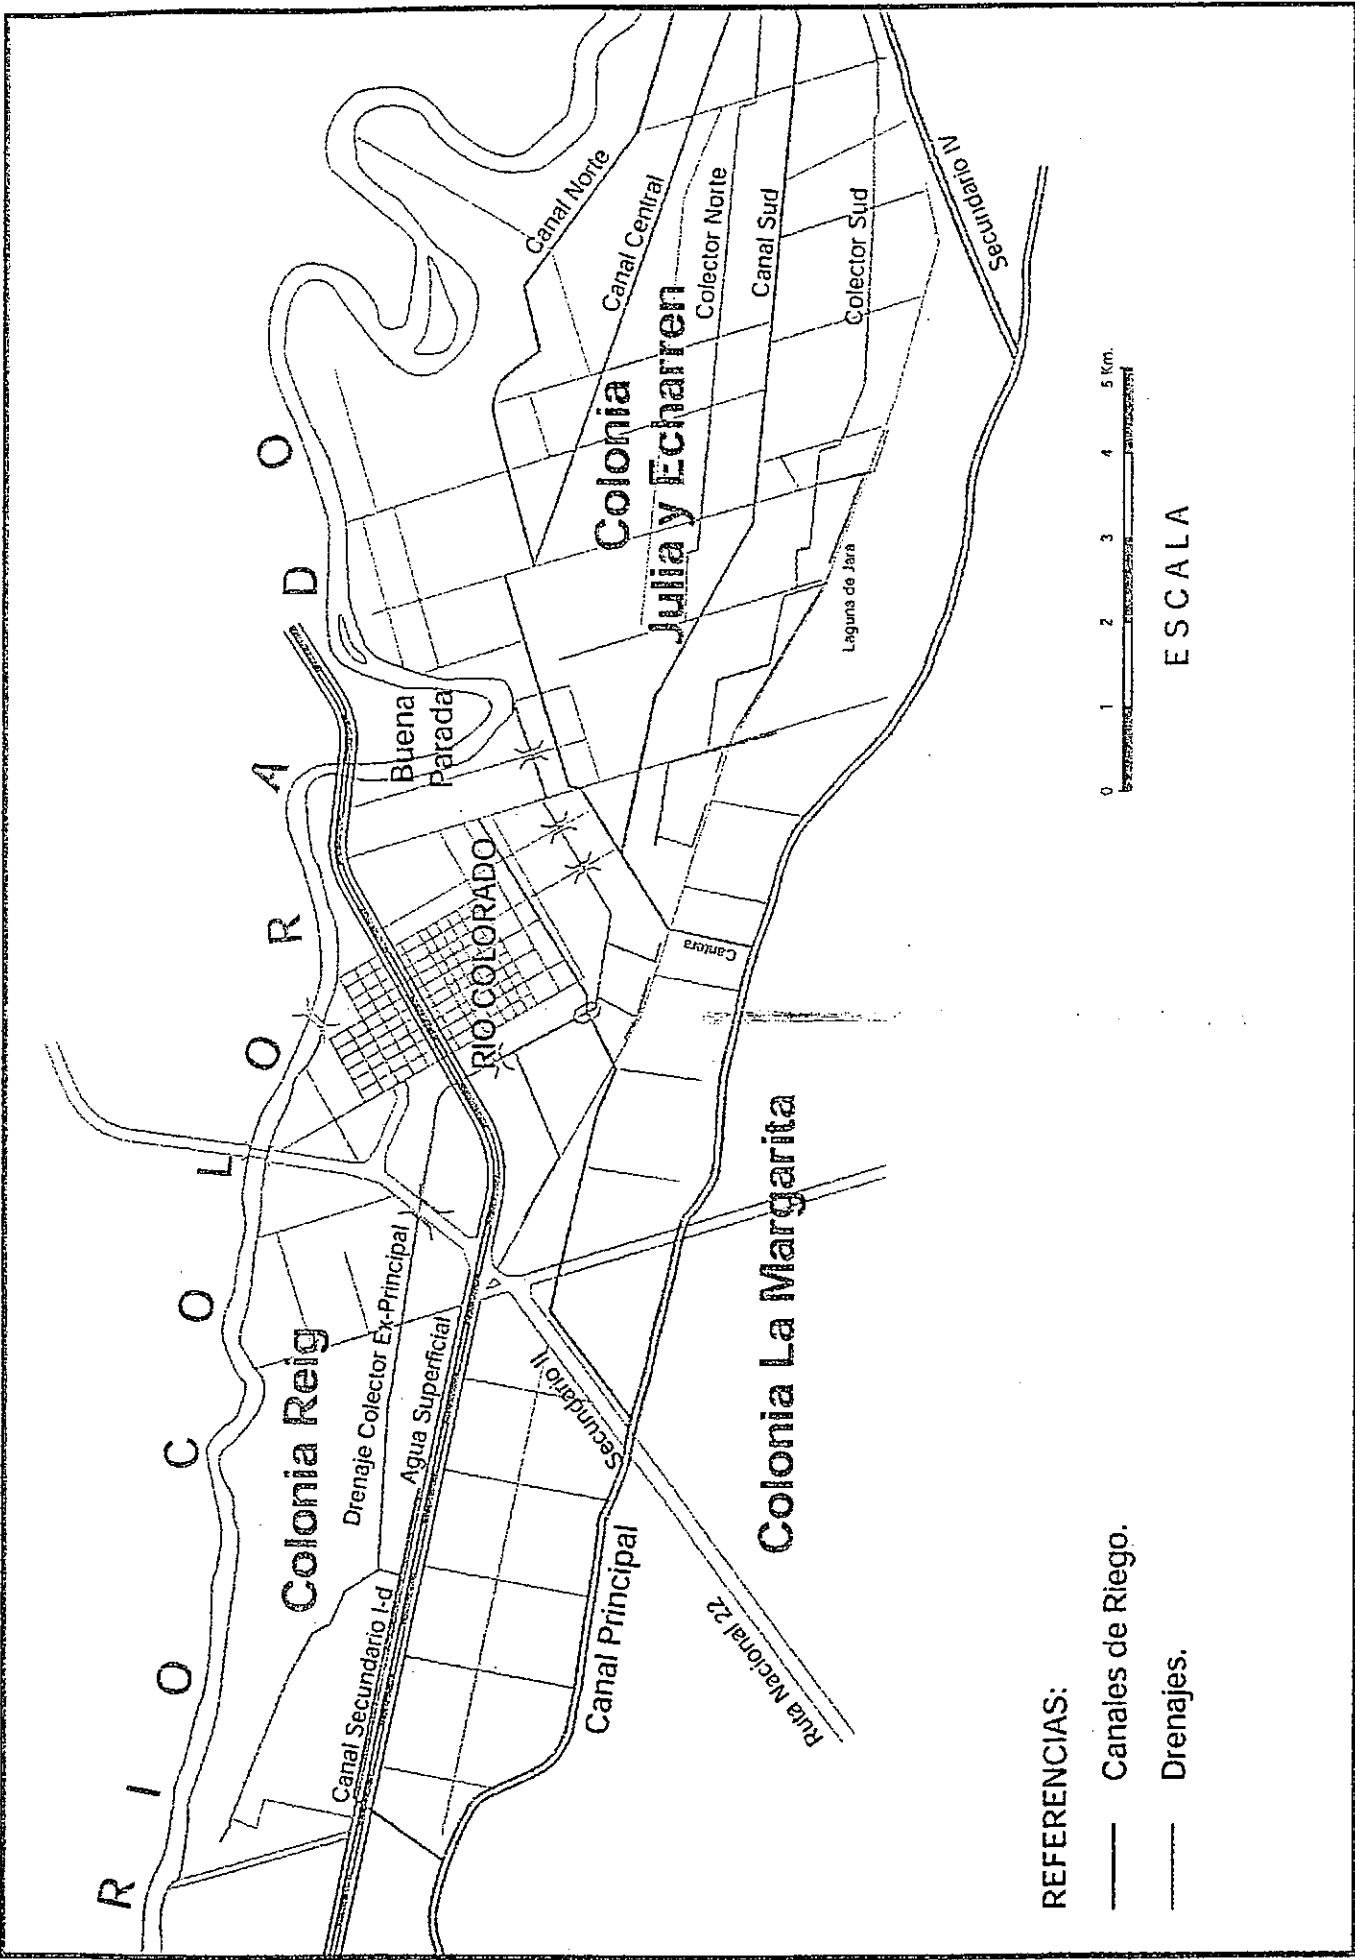 RIO COLORADO
Colonia Reig
Canal Secundario I-d
Drenaje Colector Ex-Principal
Agua Superficial
Canal Principal
Secundario II
Ruta Nacional 22
Colonia La Margarita
RIO COLORADO
Cantera
Buena
Parada
Colonia
Julia y Echarren
Laguna de Jara
Canal Norte
Canal Central
Colector Norte
Canal Sud
Colector Sud
Secundario IV
REFERENCIAS:
Canales de Riego.
Drenajes.
0 1 2 3 4 5 Km.
ESCALA